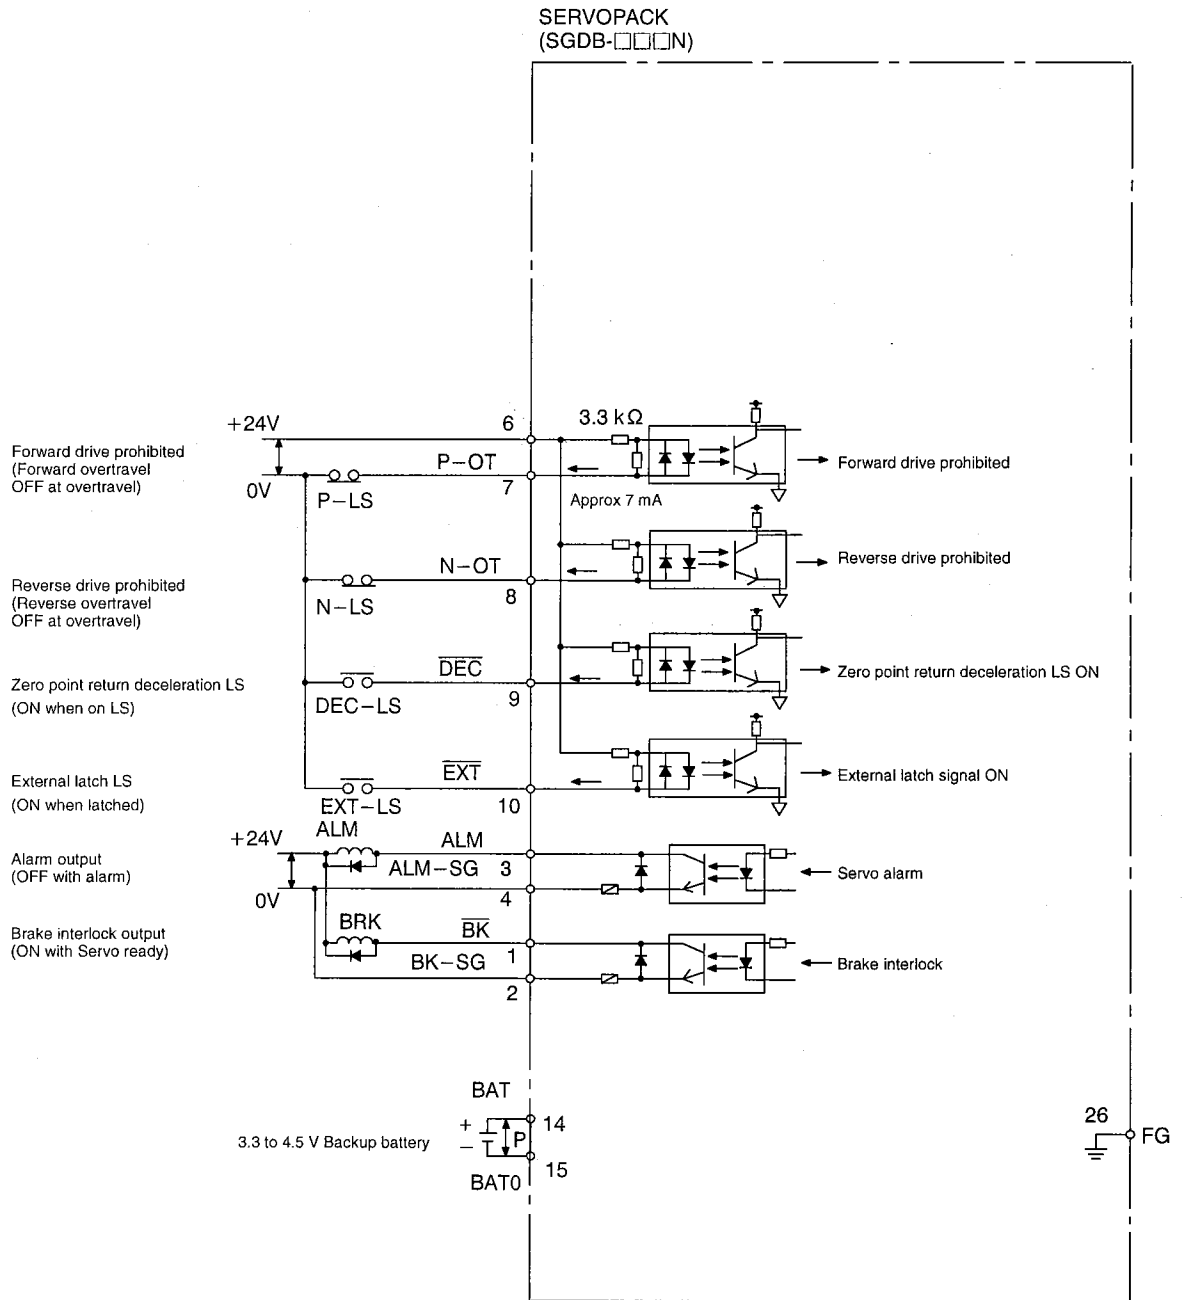 SERVOPACK
(SGDB-□□□N)
+24V
6
3.3 kΩ
Forward drive prohibited
(Forward overtravel
OFF at overtravel)
P-OT
0V
P-LS
7
Approx 7 mA
Forward drive prohibited
Reverse drive prohibited
(Reverse overtravel
OFF at overtravel)
N-OT
N-LS
8
Reverse drive prohibited
Zero point return deceleration LS
(ON when on LS)
D̅E̅C̅
DEC-LS
9
Zero point return deceleration LS ON
External latch LS
(ON when latched)
E̅X̅T̅
EXT-LS
10
External latch signal ON
+24V
ALM
ALM
Alarm output
(OFF with alarm)
ALM-SG
3
0V
4
Servo alarm
Brake interlock output
(ON with Servo ready)
BRK
B̅K̅
1
BK-SG
2
Brake interlock
BAT
+
14
3.3 to 4.5 V Backup battery
−
P
15
BAT0
26
FG